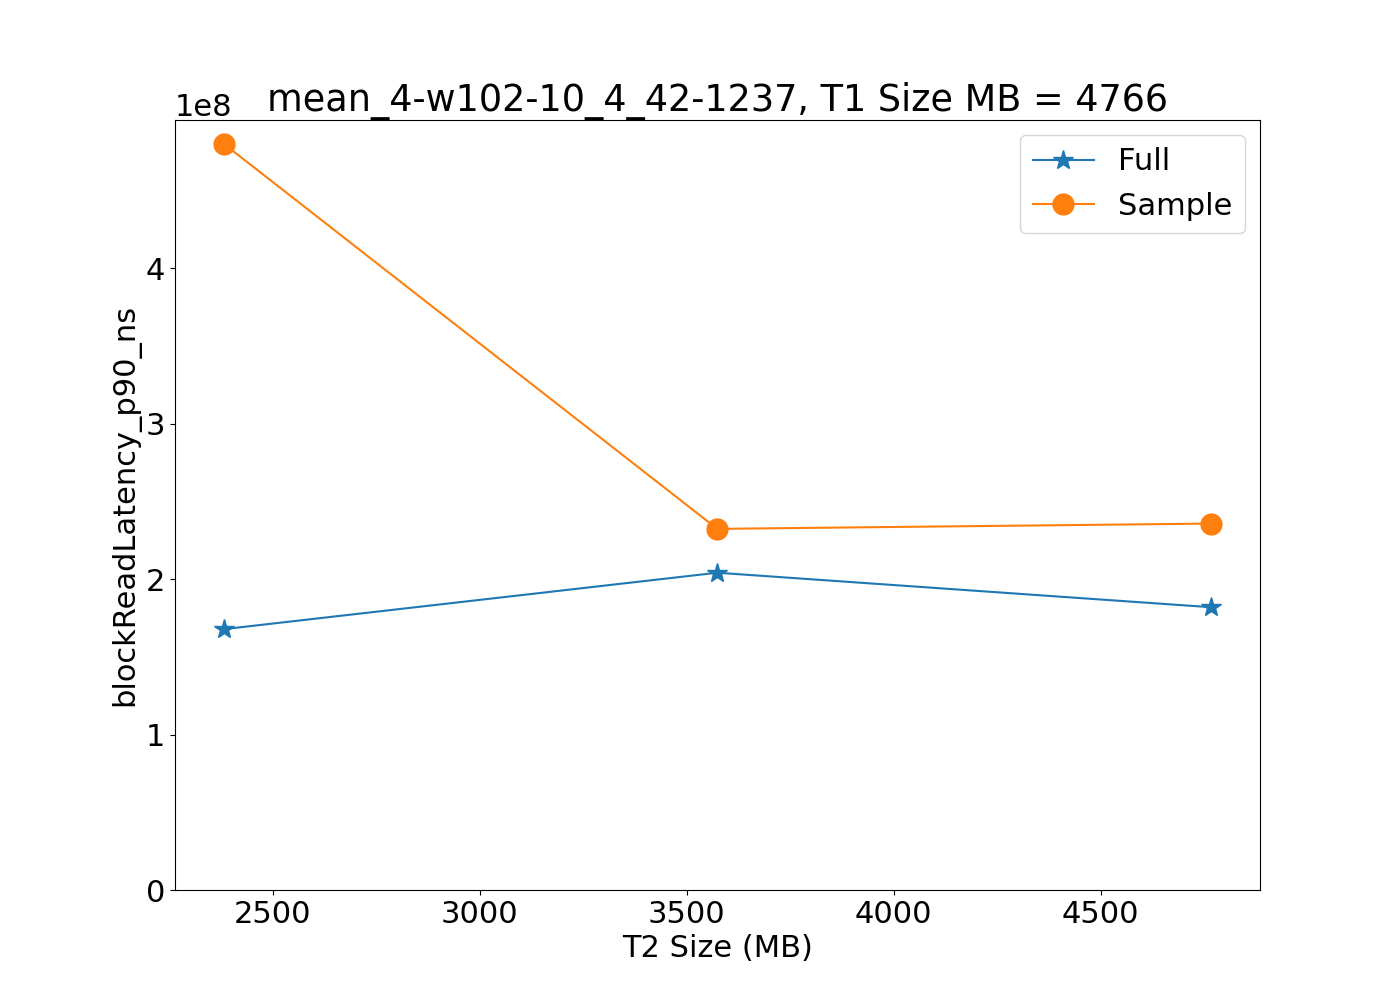 mean_4-w102-10_4_42-1237, T1 Size MB = 4766
1e8
Full
Sample
4
3
2
1
0
blockReadLatency_p90_ns
2500 3000 3500 4000 4500
T2 Size (MB)